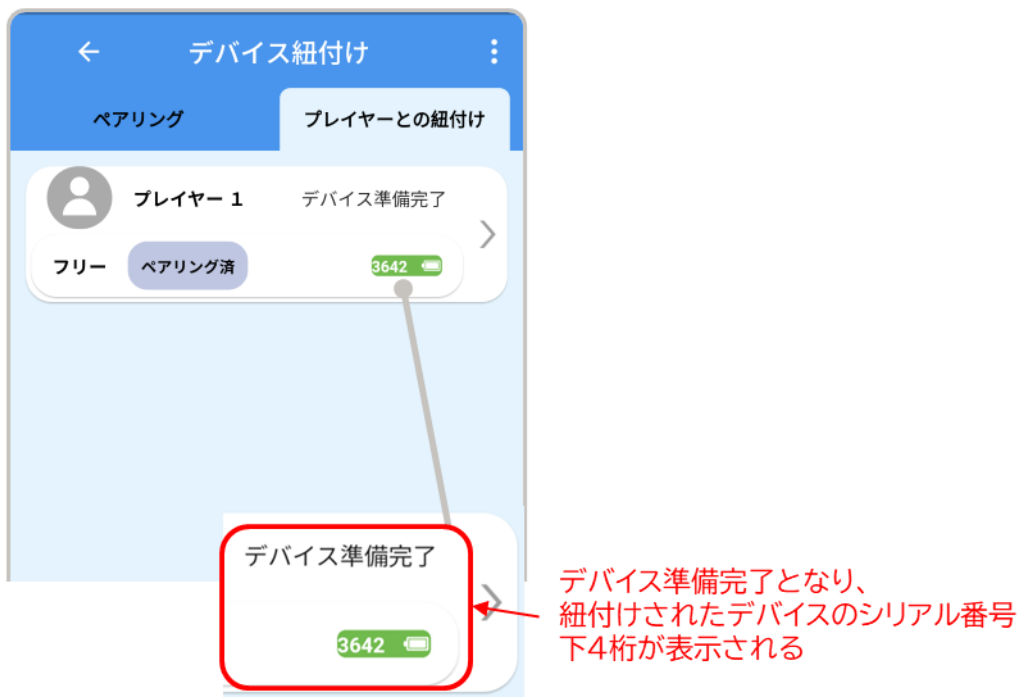 デバイス紐付け
ペアリング
プレイヤーとの紐付け
プレイヤー 1
デバイス準備完了
フリー
ペアリング済
3642
デバイス準備完了
3642
デバイス準備完了となり、
紐付けされたデバイスのシリアル番号
下4桁が表示される